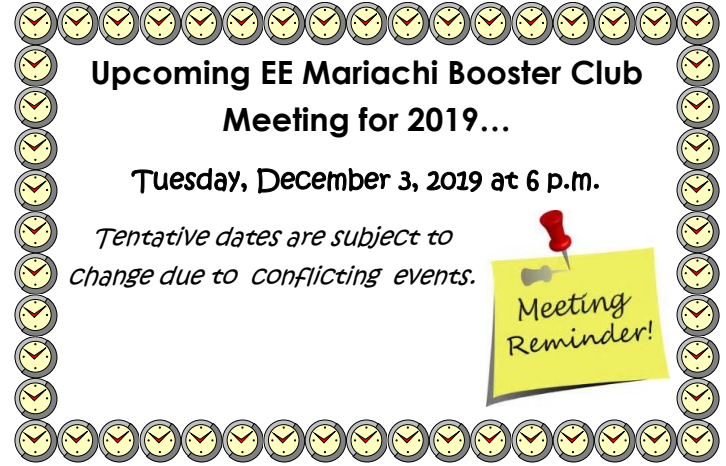 Upcoming EE Mariachi Booster Club
Meeting for 2019...
Tuesday, December 3, 2019 at 6 p.m.
Tentative dates are subject to
change due to conflicting events.
Meeting
Reminder!